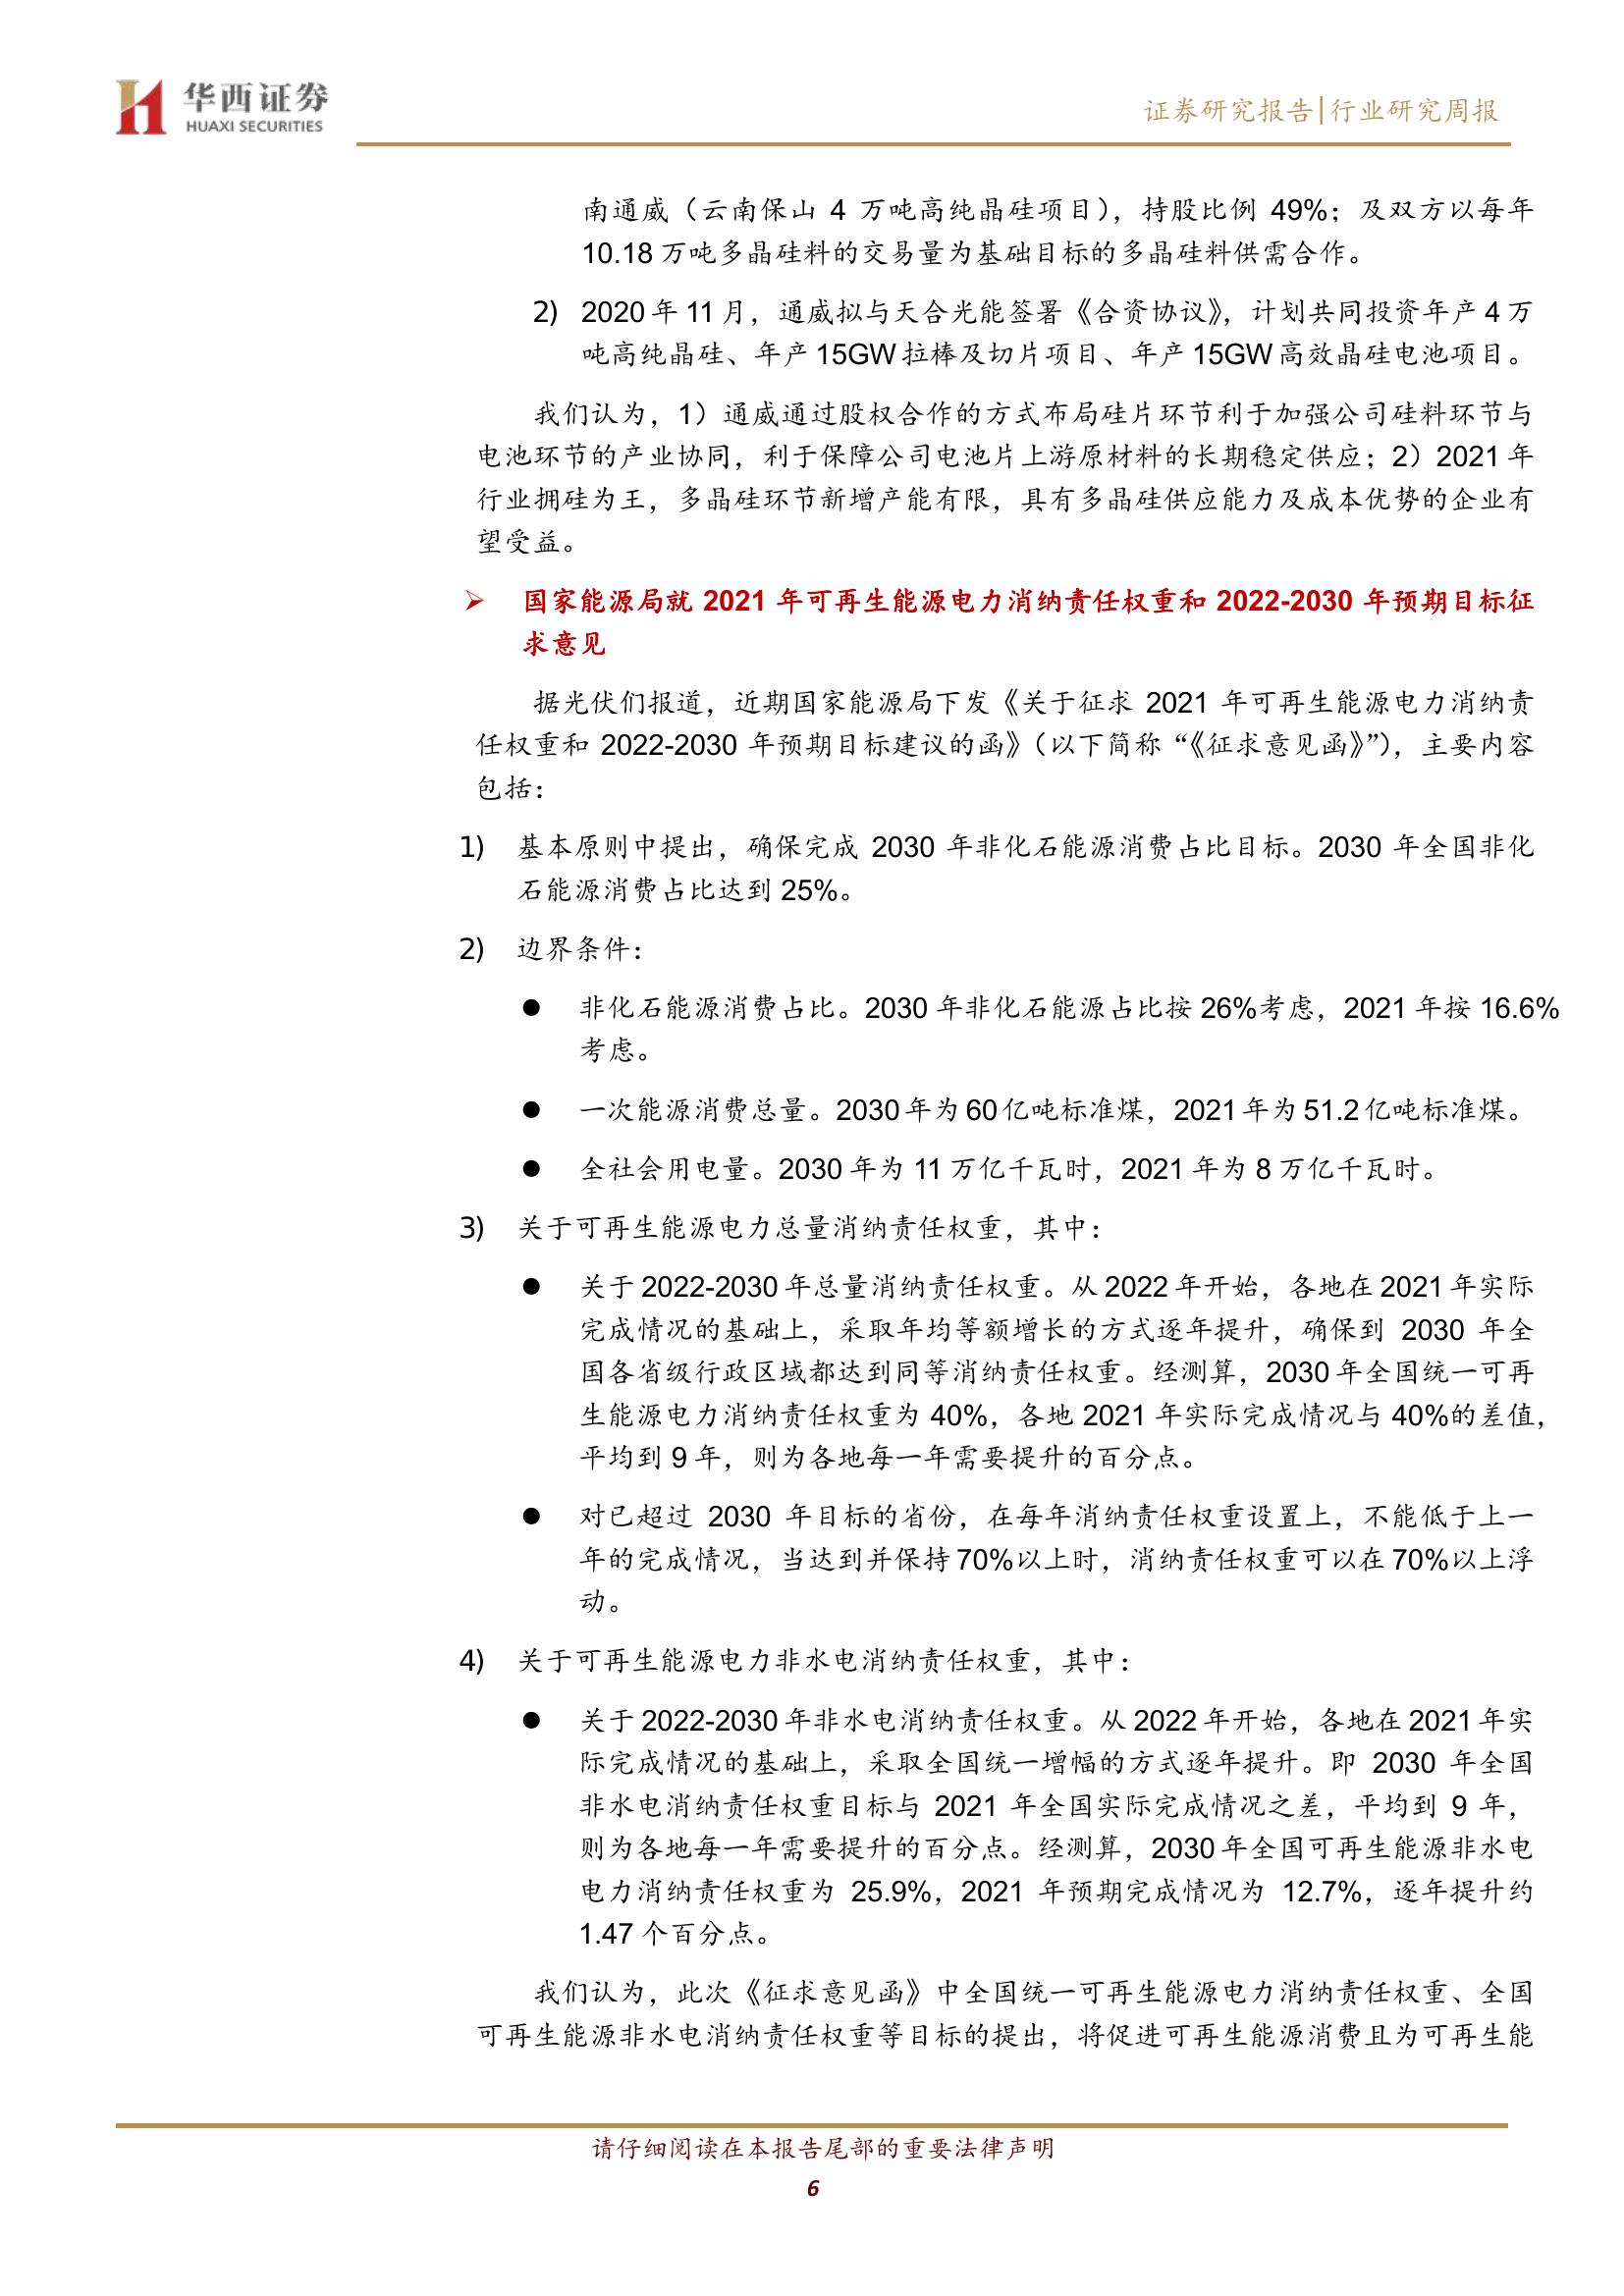 华西证券
HUAXI SECURITIES
证券研究报告|行业研究周报
南通威（云南保山 4 万吨高纯晶硅项目），持股比例 49%；及双方以每年
10.18 万吨多晶硅料的交易量为基础目标的多晶硅料供需合作。
2) 2020 年 11 月，通威拟与天合光能签署《合资协议》，计划共同投资年产 4 万
吨高纯晶硅、年产 15GW 拉棒及切片项目、年产 15GW 高效晶硅电池项目。
我们认为，1）通威通过股权合作的方式布局硅片环节利于加强公司硅料环节与
电池环节的产业协同，利于保障公司电池片上游原材料的长期稳定供应；2）2021 年
行业拥硅为王，多晶硅环节新增产能有限，具有多晶硅供应能力及成本优势的企业有
望受益。
➢ 国家能源局就 2021 年可再生能源电力消纳责任权重和 2022-2030 年预期目标征
求意见
据光伏们报道，近期国家能源局下发《关于征求 2021 年可再生能源电力消纳责
任权重和 2022-2030 年预期目标建议的函》（以下简称“《征求意见函》”），主要内容
包括：
1) 基本原则中提出，确保完成 2030 年非化石能源消费占比目标。2030 年全国非化
石能源消费占比达到 25%。
2) 边界条件：
● 非化石能源消费占比。2030 年非化石能源占比按 26%考虑，2021 年按 16.6%
考虑。
● 一次能源消费总量。2030 年为 60 亿吨标准煤，2021 年为 51.2 亿吨标准煤。
● 全社会用电量。2030 年为 11 万亿千瓦时，2021 年为 8 万亿千瓦时。
3) 关于可再生能源电力总量消纳责任权重，其中：
● 关于 2022-2030 年总量消纳责任权重。从 2022 年开始，各地在 2021 年实际
完成情况的基础上，采取年均等额增长的方式逐年提升，确保到 2030 年全
国各省级行政区域都达到同等消纳责任权重。经测算，2030 年全国统一可再
生能源电力消纳责任权重为 40%，各地 2021 年实际完成情况与 40%的差值，
平均到 9 年，则为各地每一年需要提升的百分点。
● 对已超过 2030 年目标的省份，在每年消纳责任权重设置上，不能低于上一
年的完成情况，当达到并保持 70%以上时，消纳责任权重可以在 70%以上浮
动。
4) 关于可再生能源电力非水电消纳责任权重，其中：
● 关于 2022-2030 年非水电消纳责任权重。从 2022 年开始，各地在 2021 年实
际完成情况的基础上，采取全国统一增幅的方式逐年提升。即 2030 年全国
非水电消纳责任权重目标与 2021 年全国实际完成情况之差，平均到 9 年，
则为各地每一年需要提升的百分点。经测算，2030 年全国可再生能源非水电
电力消纳责任权重为 25.9%，2021 年预期完成情况为 12.7%，逐年提升约
1.47 个百分点。
我们认为，此次《征求意见函》中全国统一可再生能源电力消纳责任权重、全国
可再生能源非水电消纳责任权重等目标的提出，将促进可再生能源消费且为可再生能
请仔细阅读在本报告尾部的重要法律声明
6